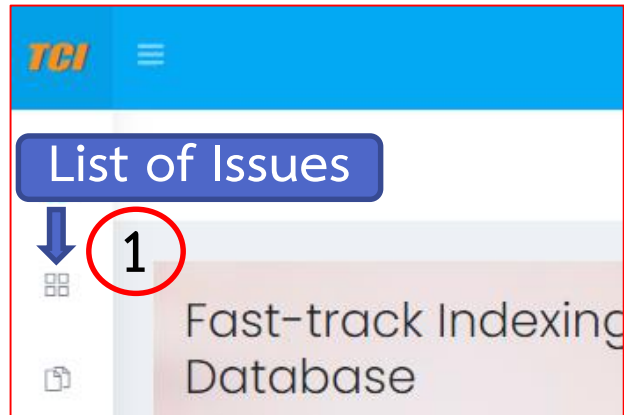 TCI
List of Issues
1
Fast-track Indexing
Database